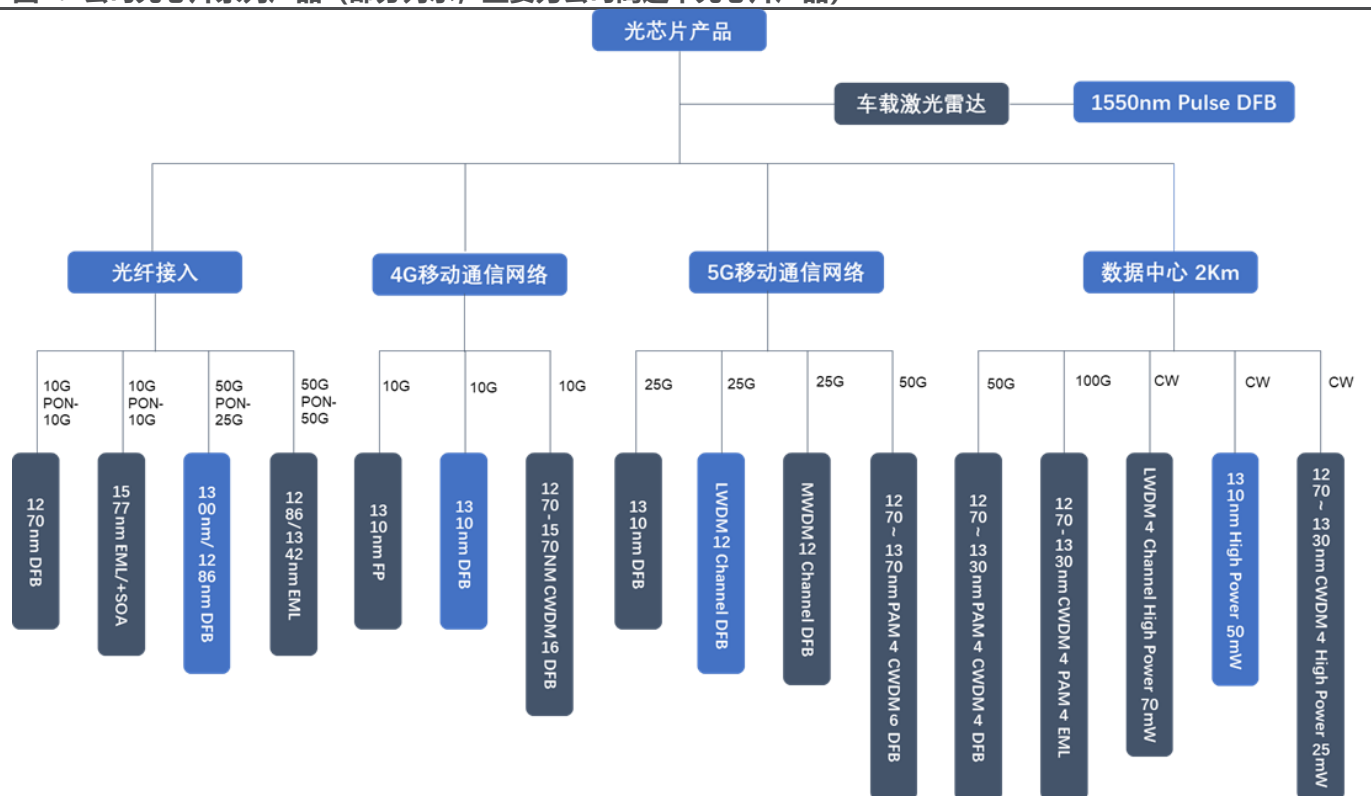 光芯片产品
车载激光雷达
1550nm Pulse DFB
光纤接入
4G移动通信网络
5G移动通信网络
数据中心 2Km
10G
PON-
10G
10G
PON-
10G
50G
PON-
25G
50G
PON-
50G
10G
10G
10G
25G
25G
25G
50G
50G
100G
CW
CW
CW
1270nm DFB
1577nm EML/+SOA
1300nm/ 1286nm DFB
1286/1342nm EML
1310nm FP
1310nm DFB
1270-1570NM CWDM 16 DFB
1310nm DFB
LWDM 12 Channel DFB
MWDM 12 Channel DFB
1270~ 1370nm PAM 4 CWDM 6 DFB
1270~ 1330nm PAM 4 CWDM 4 DFB
1270-1330nm CWDM 4 PAM 4 EML
LWDM 4 Channel High Power 70mW
1310nm High Power 50mW
1270~ 1330nm CWDM 4 High Power 25mW